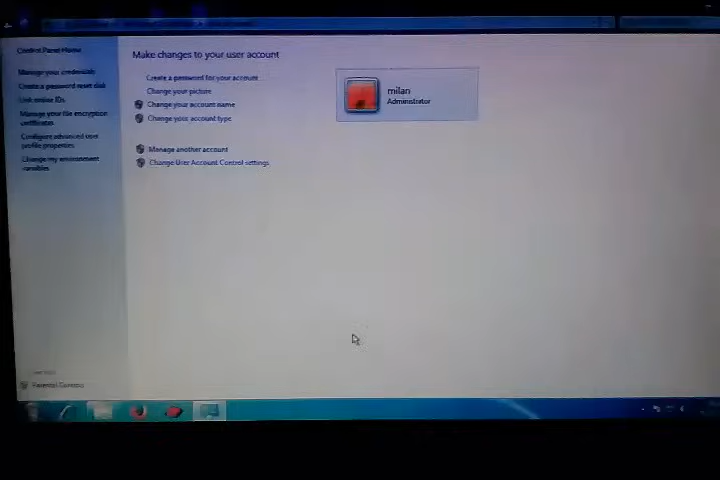 Control Panel Home
Manage your credentials
Create a password reset disk
Link online IDs
Manage your file encryption
certificates
Configure advanced user
profile properties
Change my environment
variables
Make changes to your user account
Create a password for your account
Change your picture
Change your account name
Change your account type
Manage another account
Change User Account Control settings
milan
Administrator
See also
Parental Controls